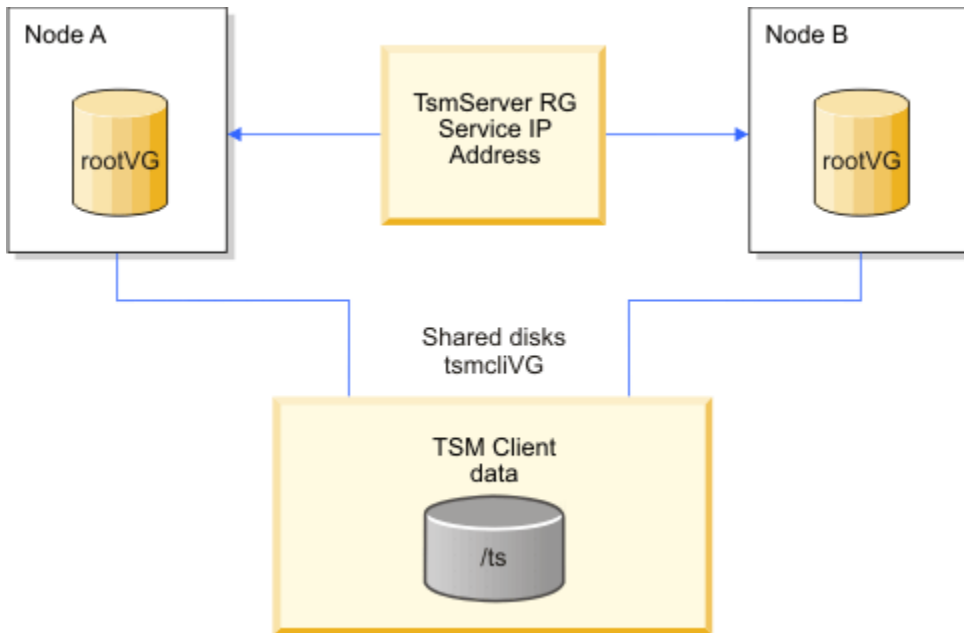 Node A
rootVG
TsmServer RG
Service IP
Address
Node B
rootVG
Shared disks
tsmcliVG
TSM Client
data
/ts